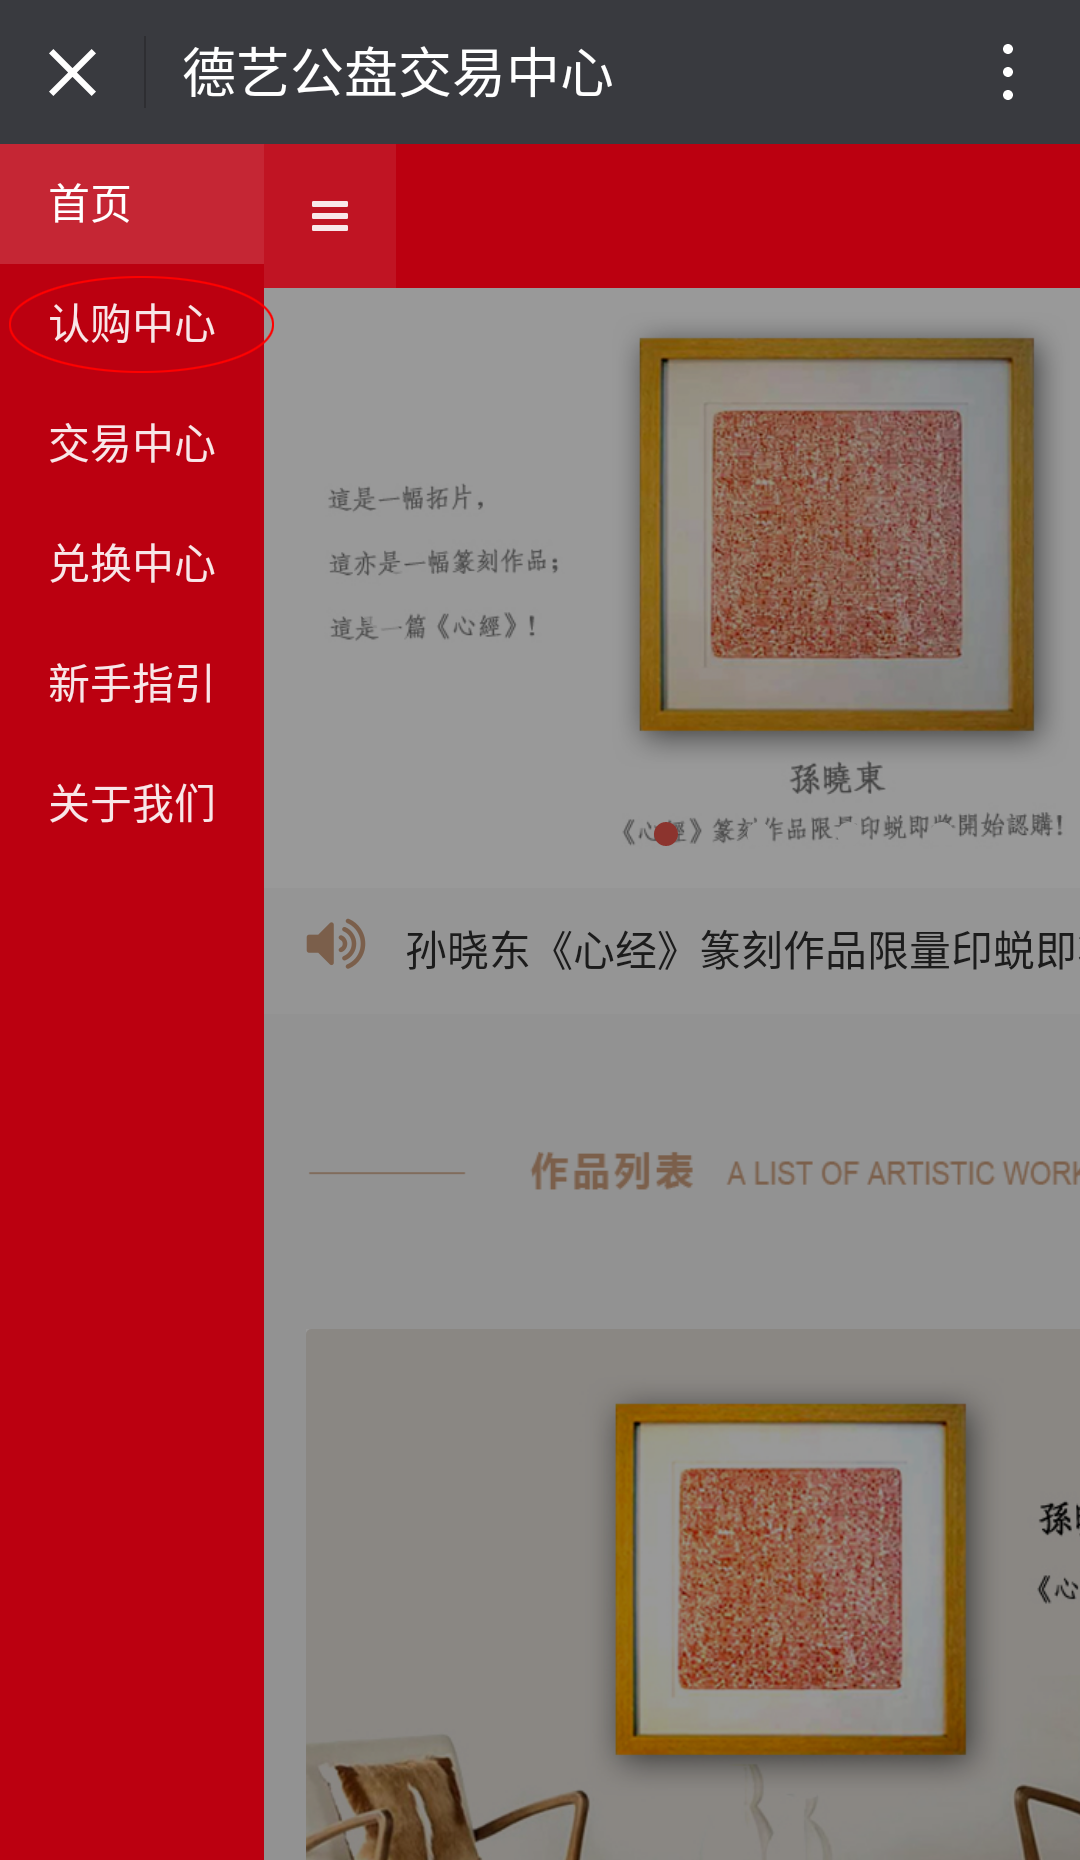 德艺公盘交易中心
首页
认购中心
交易中心
兑换中心
新手指引
关于我们
這是一幅拓片，
這亦是一幅篆刻作品；
這是一篇《心經》！
孫曉東
《心經》篆刻作品限量印蜕即將開始認購！
孙晓东《心经》篆刻作品限量印蜕即
作品列表 A LIST OF ARTISTIC WORK
孫
《心